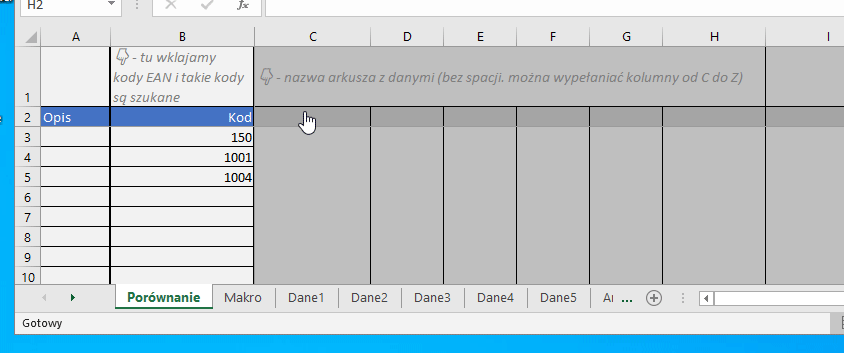 H2
fx
A B C D E F G H I
1
👇 - tu wklajamy
kody EAN i takie kody
są szukane
👇 - nazwa arkusza z danymi (bez spacji. można wypełaniać kolumny od C do Z)
2 Opis Kod
3 150
4 1001
5 1004
6
7
8
9
10
Porównanie Makro Dane1 Dane2 Dane3 Dane4 Dane5 ...
Gotowy